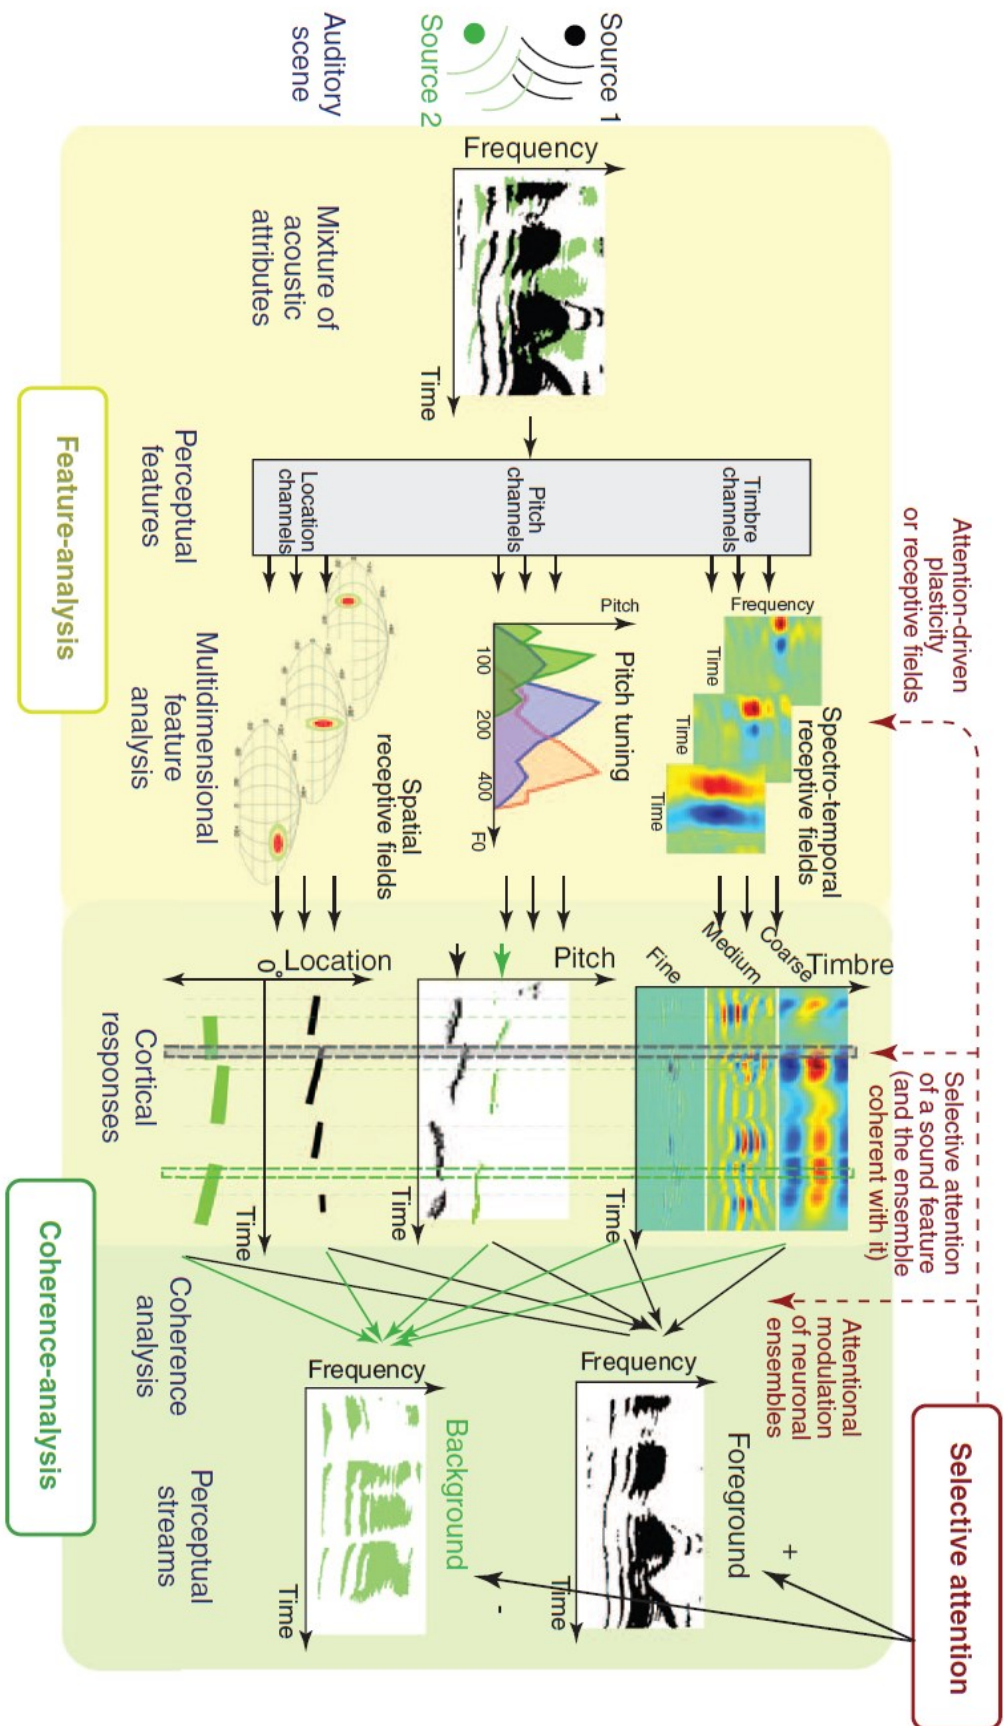 Selective attention
Attention-driven
plasticity
or receptive fields
Selective attention
of a sound feature
(and the ensemble
coherent with it)
Attentional
modulation
of neuronal
ensembles
Source 1
Source 2
Auditory
scene
Frequency
Time
Mixture of
acoustic
attributes
Timbre
channels
Pitch
channels
Location
channels
Perceptual
features
Frequency
Time
Time
Time
Spectro-temporal
receptive fields
Pitch
Pitch tuning
100
200
400
F0
Spatial
receptive fields
Multidimensional
feature
analysis
Timbre
Coarse
Medium
Fine
Time
Pitch
Time
Location
0°
Time
Cortical
responses
Coherence
analysis
+
Foreground
Frequency
Time
-
Background
Frequency
Time
Perceptual
streams
Feature-analysis
Coherence-analysis